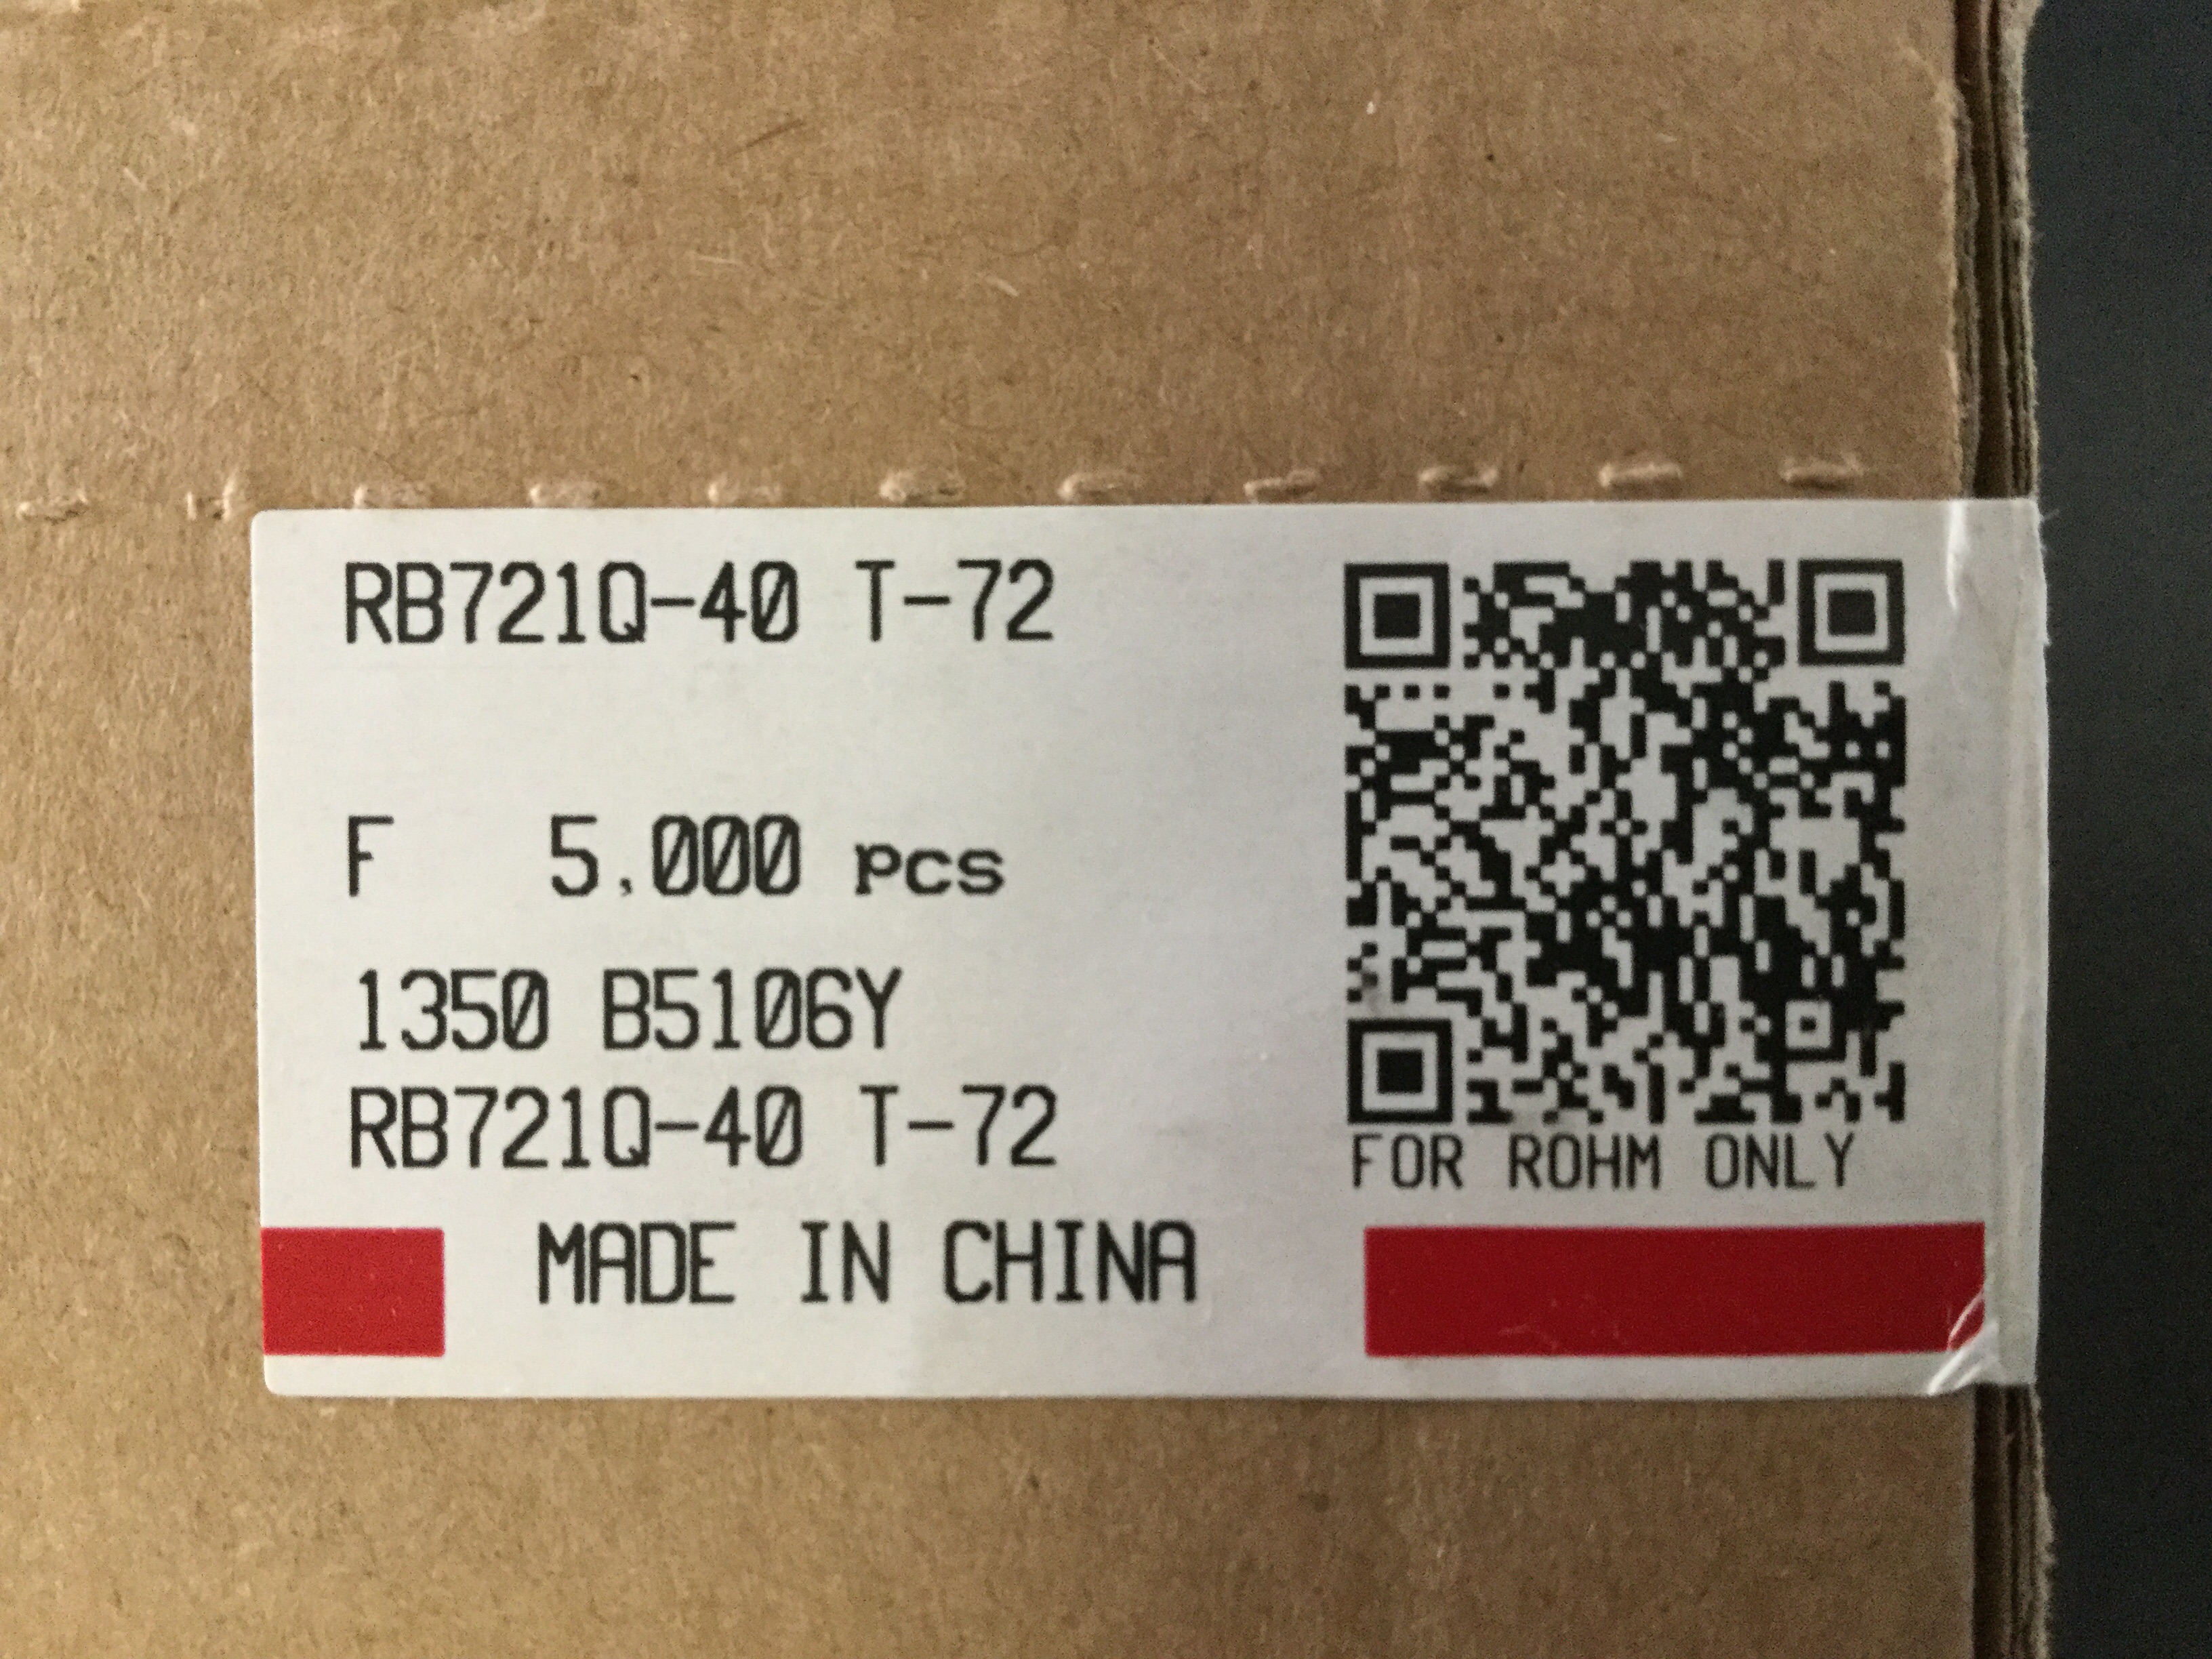 RB721Q-40 T-72
F 5,000 pcs
1350 B5106Y
RB721Q-40 T-72
MADE IN CHINA
FOR ROHM ONLY